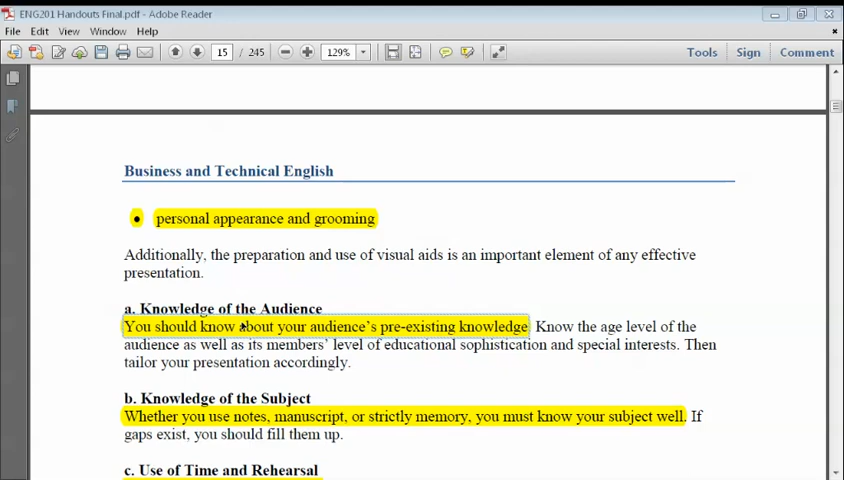 ENG201 Handouts Final.pdf - Adobe Reader
File Edit View Window Help
15 / 245 129% Tools Sign Comment
Business and Technical English
• personal appearance and grooming
Additionally, the preparation and use of visual aids is an important element of any effective
presentation.
a. Knowledge of the Audience
You should know about your audience's pre-existing knowledge. Know the age level of the
audience as well as its members' level of educational sophistication and special interests. Then
tailor your presentation accordingly.
b. Knowledge of the Subject
Whether you use notes, manuscript, or strictly memory, you must know your subject well. If
gaps exist, you should fill them up.
c. Use of Time and Rehearsal